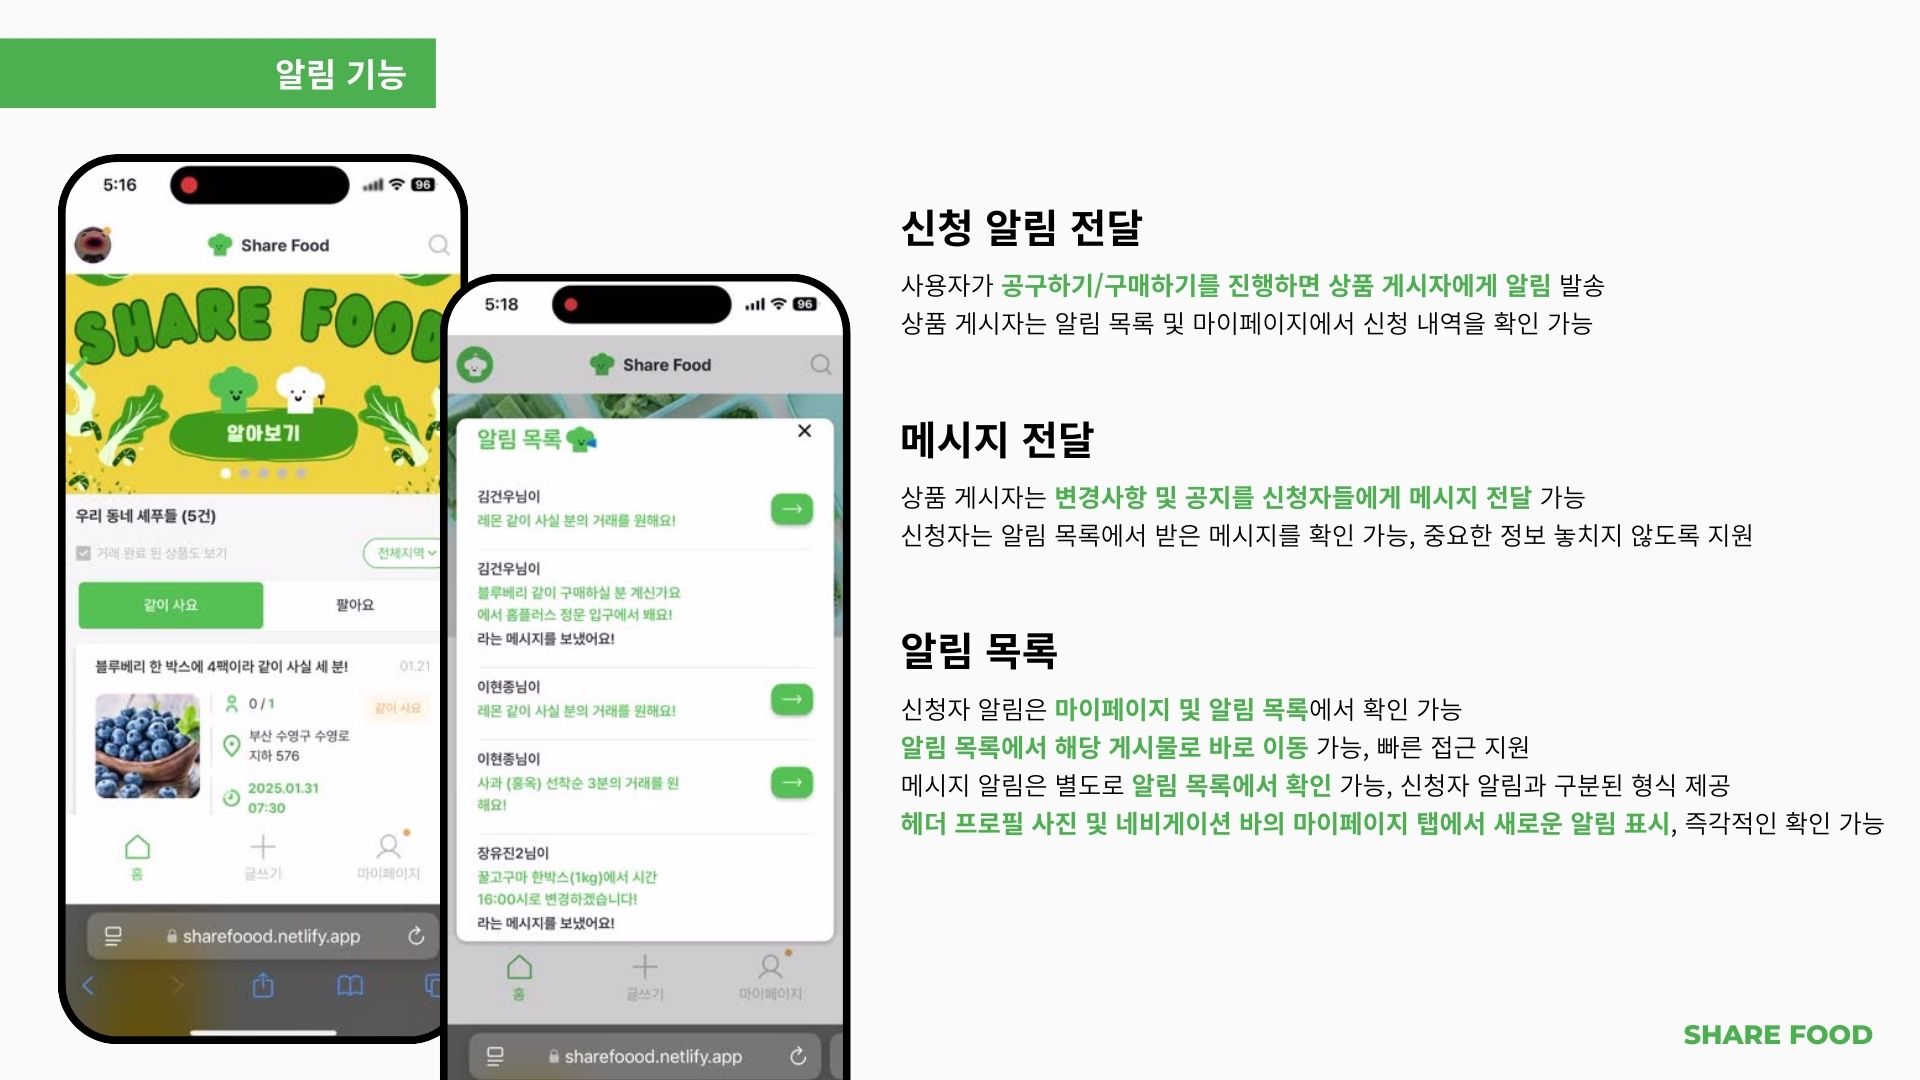 알림 기능
5:16
96
Share Food
SHARE FOOD
알아보기
우리 동네 셰푸들 (5건)
거래 완료 된 상품도 보기
전체지역
같이 사요
팔아요
블루베리 한 박스에 4팩이라 같이 사실 세 분!
01.21
0 / 1
같이 사요
부산 수영구 수영로
지하 576
2025.01.31
07:30
홈
글쓰기
마이페이지
sharefoood.netlify.app
5:18
96
Share Food
알림 목록
김건우님이
레몬 같이 사실 분의 거래를 원해요!
김건우님이
블루베리 같이 구매하실 분 계신가요
에서 홈플러스 정문 입구에서 봬요!
라는 메시지를 보냈어요!
이현종님이
레몬 같이 사실 분의 거래를 원해요!
이현종님이
사과 (홍옥) 선착순 3분의 거래를 원
해요!
장유진2님이
꿀고구마 한박스(1kg)에서 시간
16:00시로 변경하겠습니다!
라는 메시지를 보냈어요!
홈
글쓰기
마이페이지
sharefoood.netlify.app
신청 알림 전달
사용자가 공구하기/구매하기를 진행하면 상품 게시자에게 알림 발송
상품 게시자는 알림 목록 및 마이페이지에서 신청 내역을 확인 가능
메시지 전달
상품 게시자는 변경사항 및 공지를 신청자들에게 메시지 전달 가능
신청자는 알림 목록에서 받은 메시지를 확인 가능, 중요한 정보 놓치지 않도록 지원
알림 목록
신청자 알림은 마이페이지 및 알림 목록에서 확인 가능
알림 목록에서 해당 게시물로 바로 이동 가능, 빠른 접근 지원
메시지 알림은 별도로 알림 목록에서 확인 가능, 신청자 알림과 구분된 형식 제공
헤더 프로필 사진 및 네비게이션 바의 마이페이지 탭에서 새로운 알림 표시, 즉각적인 확인 가능
SHARE FOOD